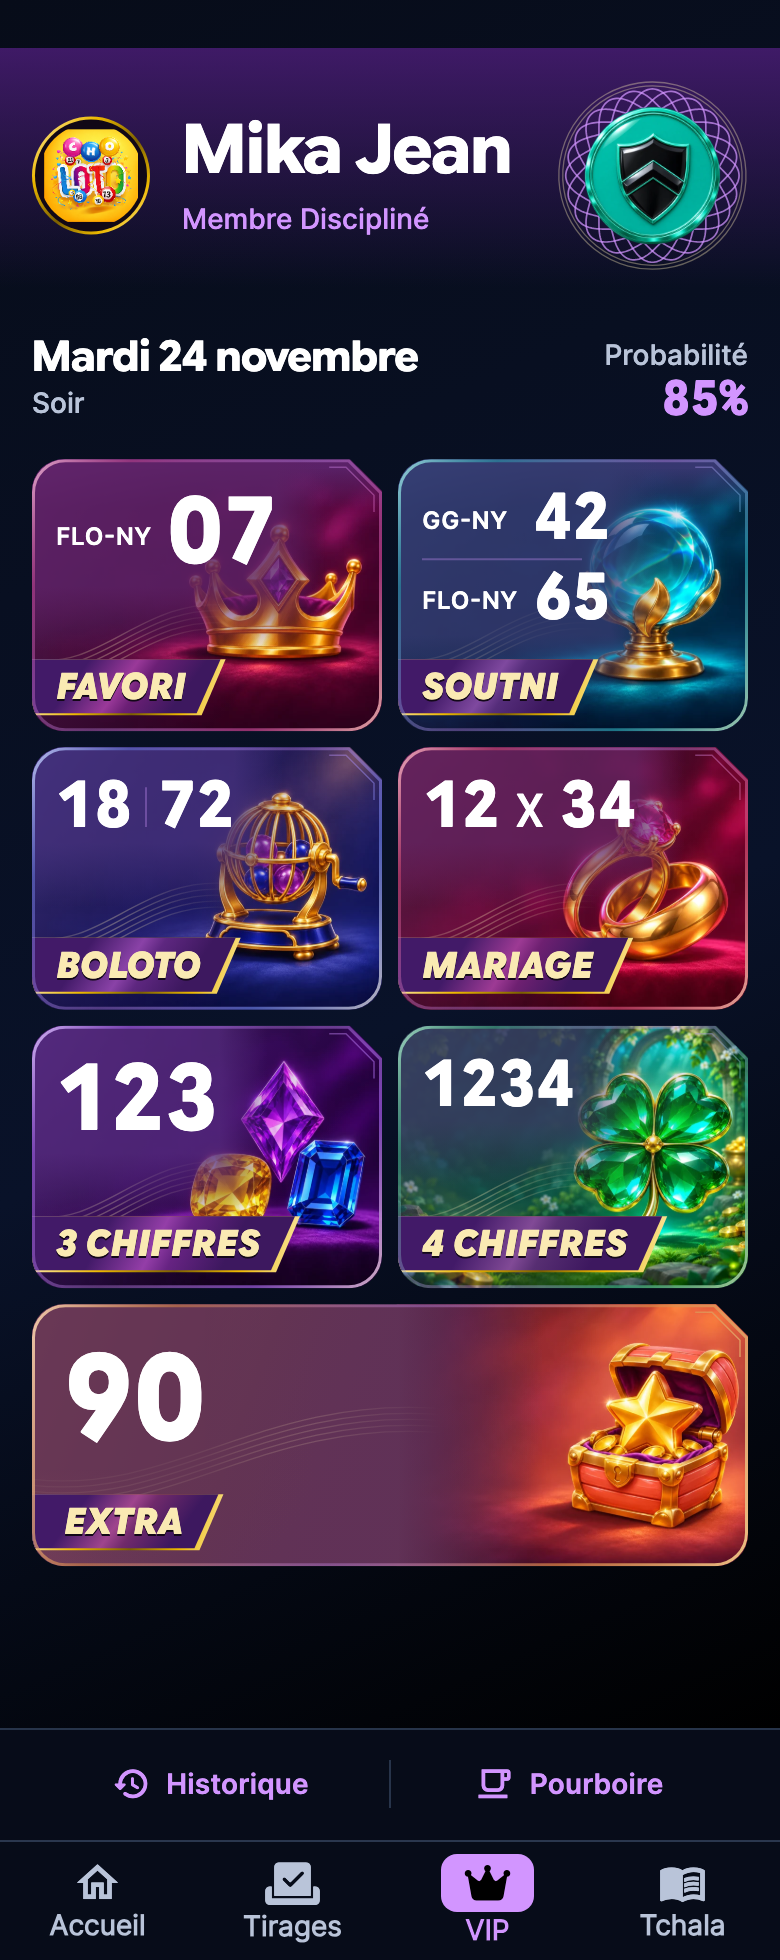 CHO
LOTO
Mika Jean
Membre Discipliné
Mardi 24 novembre
Soir
Probabilité
85%
FLO-NY 07
FAVORI
GG-NY 42
FLO-NY 65
SOUTNI
18 72
BOLOTO
12 x 34
MARIAGE
123
3 CHIFFRES
1234
4 CHIFFRES
90
EXTRA
Historique
Pourboire
Accueil
Tirages
VIP
Tchala